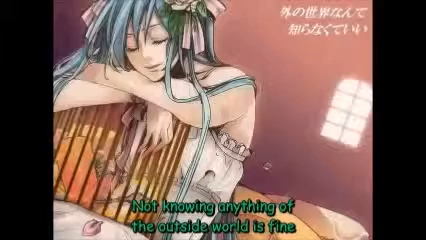 外の世界なんて
知らなくていい
Not knowing anything of
the outside world is fine